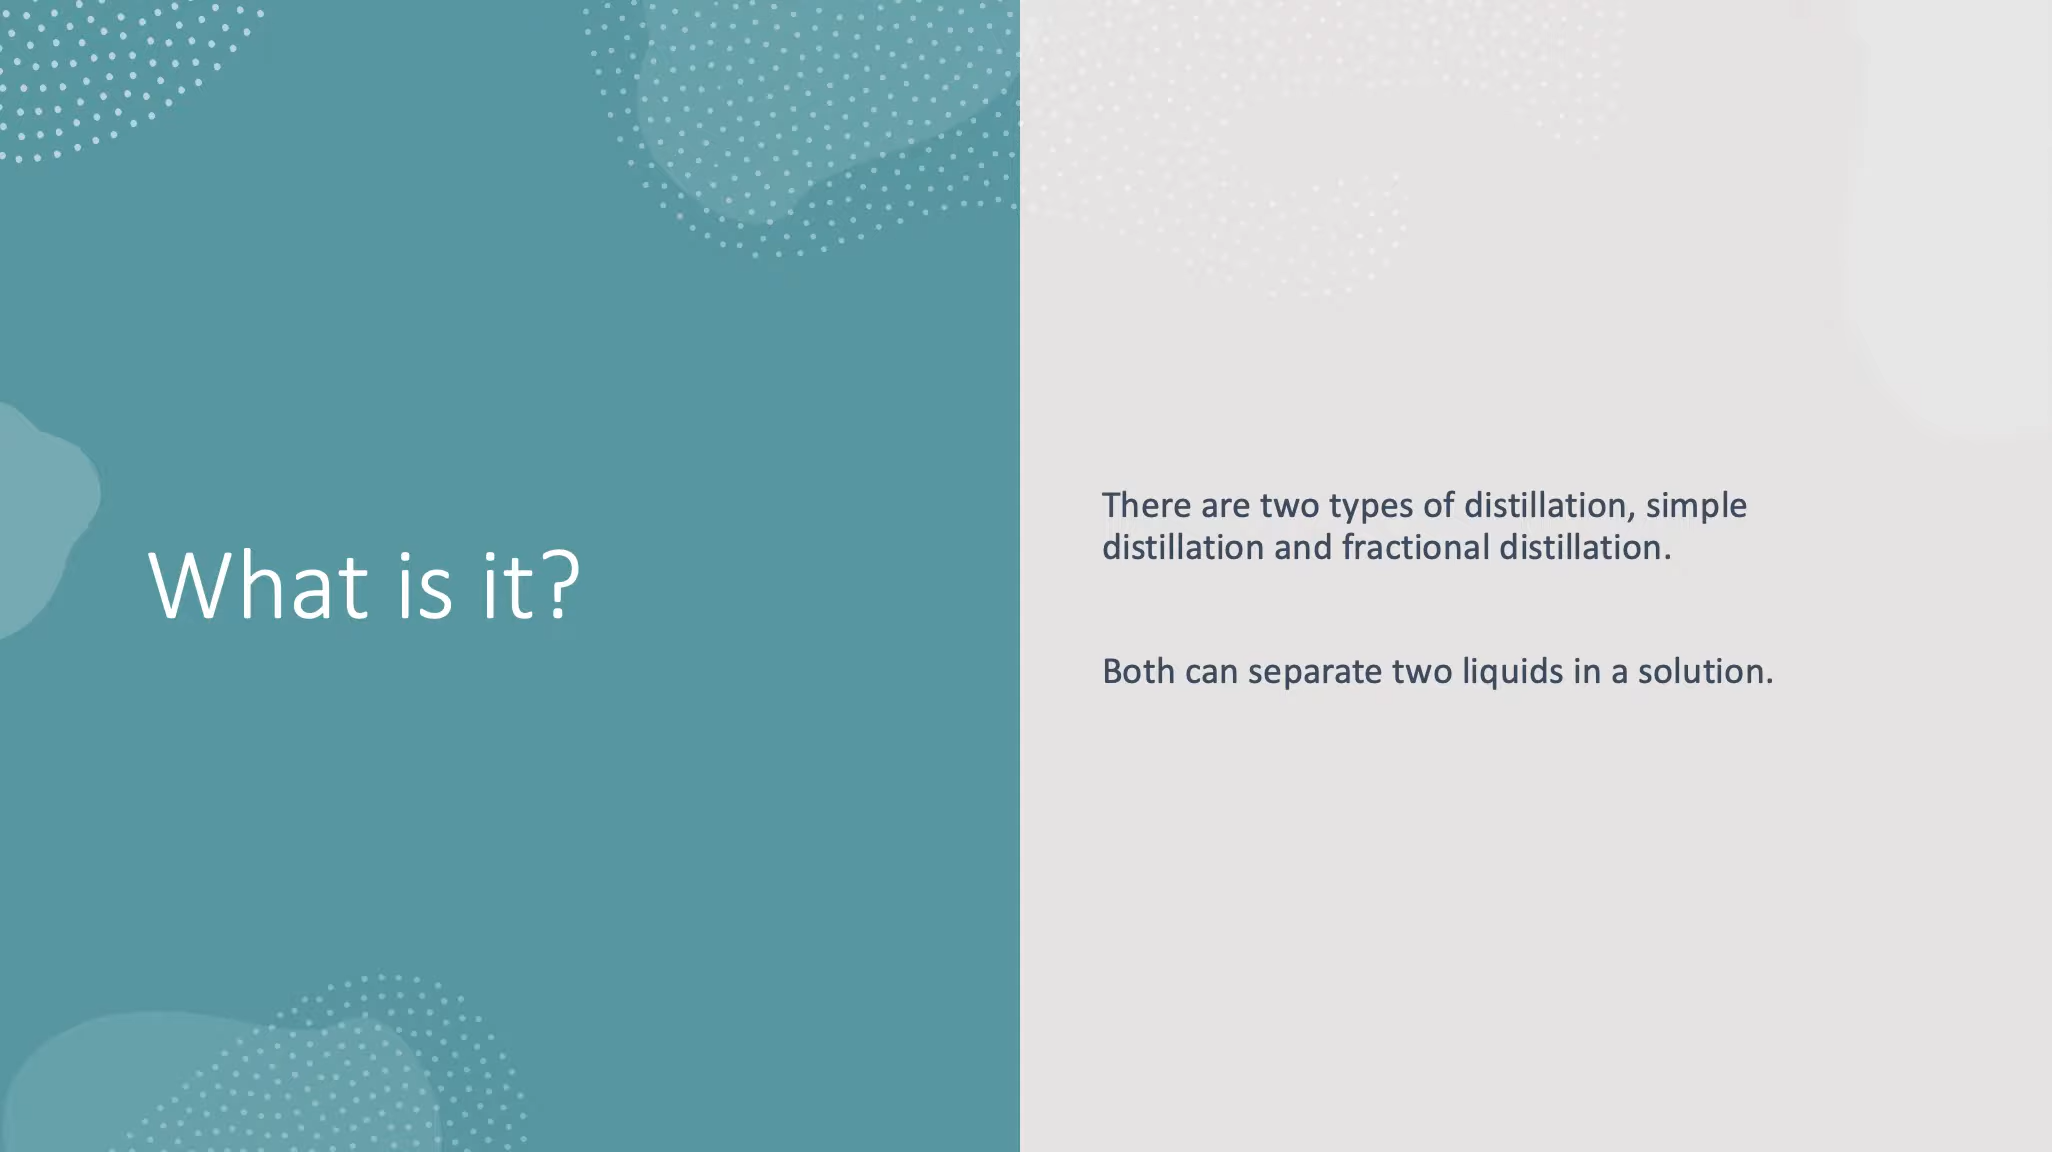 What is it?
There are two types of distillation, simple
distillation and fractional distillation.
Both can separate two liquids in a solution.